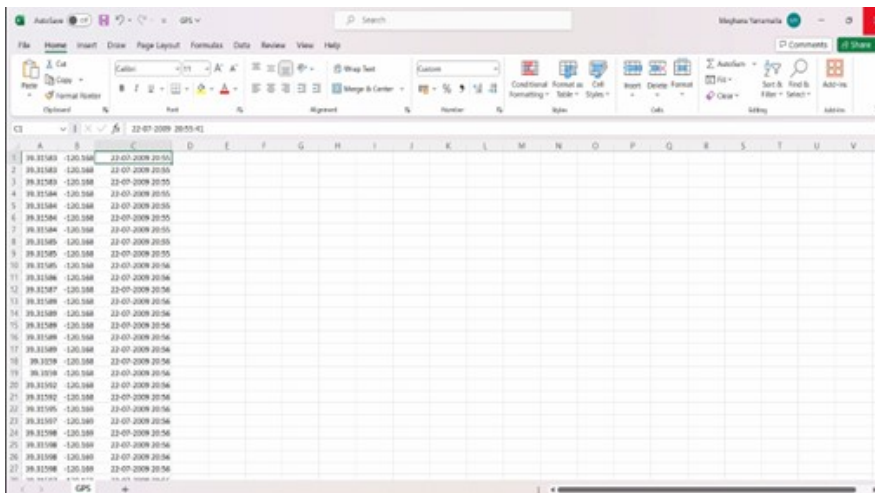 AutoSave Off GPS Search Meghana Yanamala
File Home Insert Draw Page Layout Formulas Data Review View Help Comments Share
Cut Calibri 11 Wrap Text Custom AutoSum
Paste Copy Merge & Center Conditional Formatting Format as Table Cell Styles Insert Delete Format Fill Sort & Filter Find & Select Add-ins
Format Painter Clear
Clipboard Font Alignment Number Styles Cells Editing Add-ins
C1 fx 22-07-2009 20:55:41
A B C D E F G H I J K L M N O P Q R S T U V
1 39.31583 -120.168 22-07-2009 20:55
2 39.31583 -120.168 22-07-2009 20:55
3 39.31583 -120.168 22-07-2009 20:55
4 39.31584 -120.168 22-07-2009 20:55
5 39.31584 -120.168 22-07-2009 20:55
6 39.31584 -120.168 22-07-2009 20:55
7 39.31584 -120.168 22-07-2009 20:55
8 39.31585 -120.168 22-07-2009 20:55
9 39.31585 -120.168 22-07-2009 20:55
10 39.31585 -120.168 22-07-2009 20:56
11 39.31586 -120.168 22-07-2009 20:56
12 39.31587 -120.168 22-07-2009 20:56
13 39.31589 -120.168 22-07-2009 20:56
14 39.31589 -120.168 22-07-2009 20:56
15 39.31589 -120.168 22-07-2009 20:56
16 39.31589 -120.168 22-07-2009 20:56
17 39.31589 -120.168 22-07-2009 20:56
18 39.3159 -120.168 22-07-2009 20:56
19 39.3159 -120.168 22-07-2009 20:56
20 39.31592 -120.168 22-07-2009 20:56
21 39.31592 -120.168 22-07-2009 20:56
22 39.31595 -120.169 22-07-2009 20:56
23 39.31597 -120.169 22-07-2009 20:56
24 39.31598 -120.169 22-07-2009 20:56
25 39.31598 -120.169 22-07-2009 20:56
26 39.31598 -120.169 22-07-2009 20:56
27 39.31598 -120.169 22-07-2009 20:56
GPS